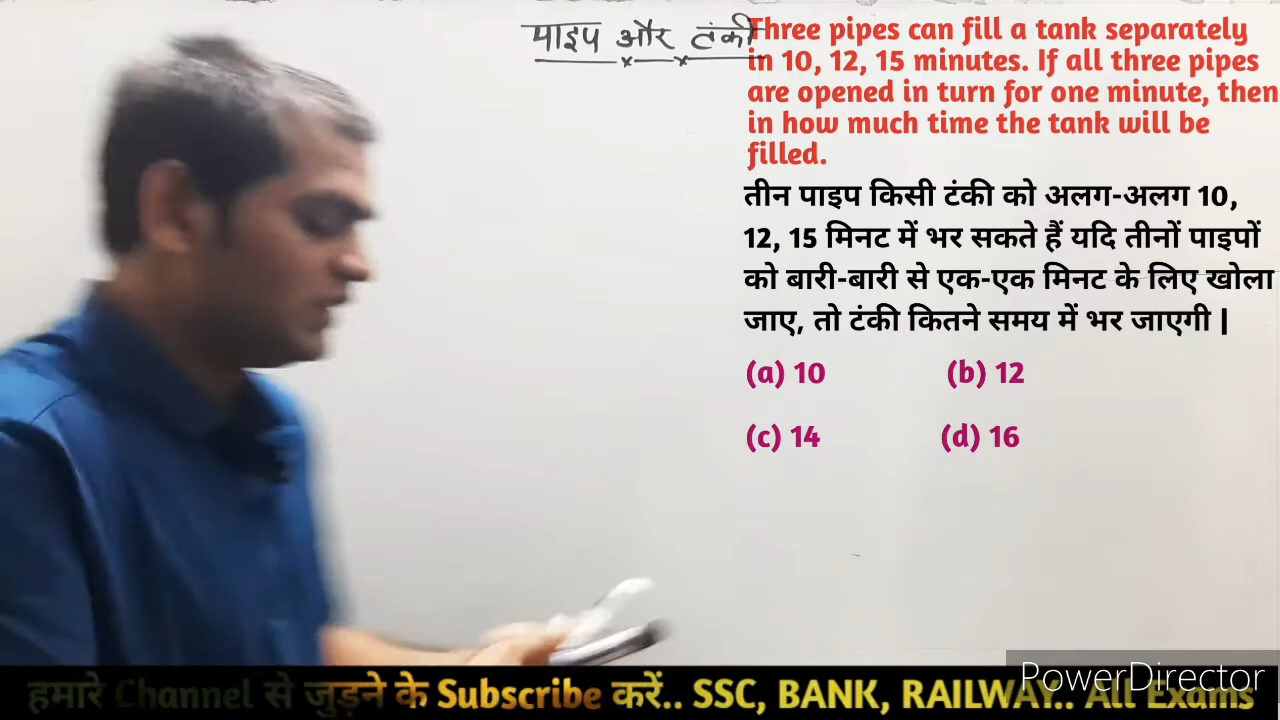 पाइप और टंकी
Three pipes can fill a tank separately
in 10, 12, 15 minutes. If all three pipes
are opened in turn for one minute, then
in how much time the tank will be
filled.
तीन पाइप किसी टंकी को अलग-अलग 10,
12, 15 मिनट में भर सकते हैं यदि तीनों पाइपों
को बारी-बारी से एक-एक मिनट के लिए खोला
जाए, तो टंकी कितने समय में भर जाएगी |
(a) 10 (b) 12
(c) 14 (d) 16
PowerDirector
हमारे Channel से जुड़ने के Subscribe करें.. SSC, BANK, RAILWAY.. All Exams